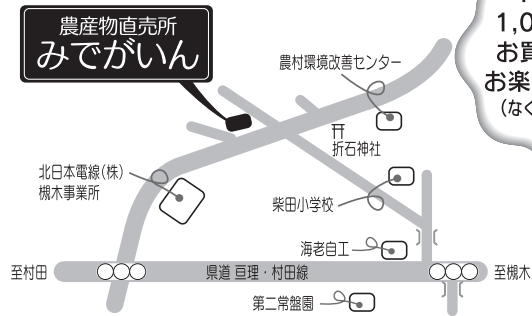 農産物直売所
みでがいん
1,0
お買
お楽
(なく
農村環境改善センター
折石神社
北日本電線(株)
槻木事業所
柴田小学校
海老自工
至村田
県道 亘理・村田線
至槻木
第二常盤園